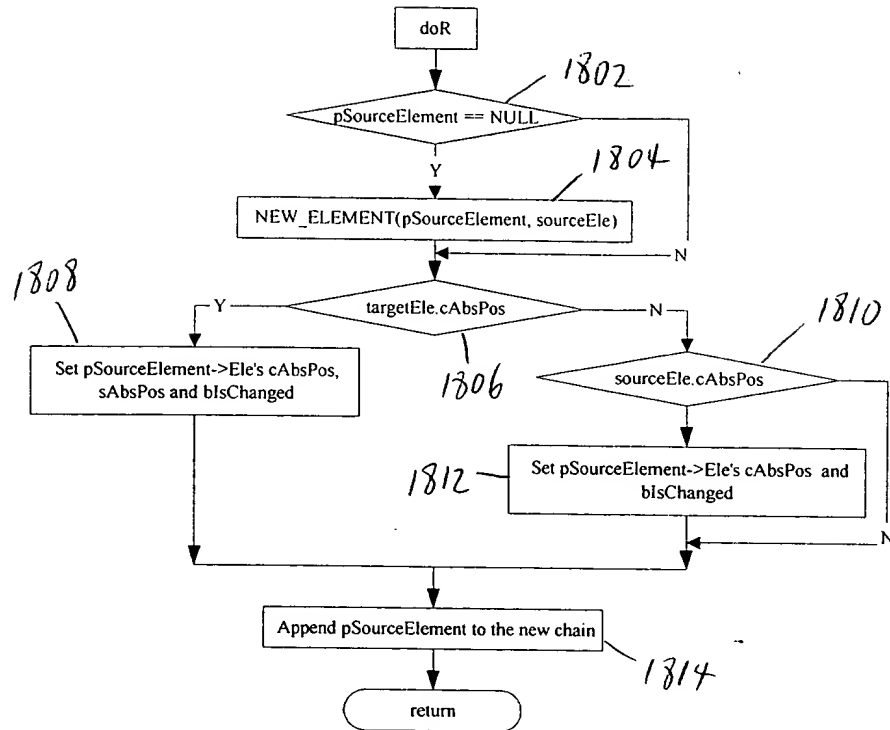 doR
1802
pSourceElement == NULL
Y
1804
NEW_ELEMENT(pSourceElement, sourceEle)
N
1808
Y
targetEle.cAbsPos
N
1810
1806
Set pSourceElement->Ele's cAbsPos,
sAbsPos and bIsChanged
sourceEle.cAbsPos
1812
Set pSourceElement->Ele's cAbsPos and
bIsChanged
N
Append pSourceElement to the new chain
1814
return